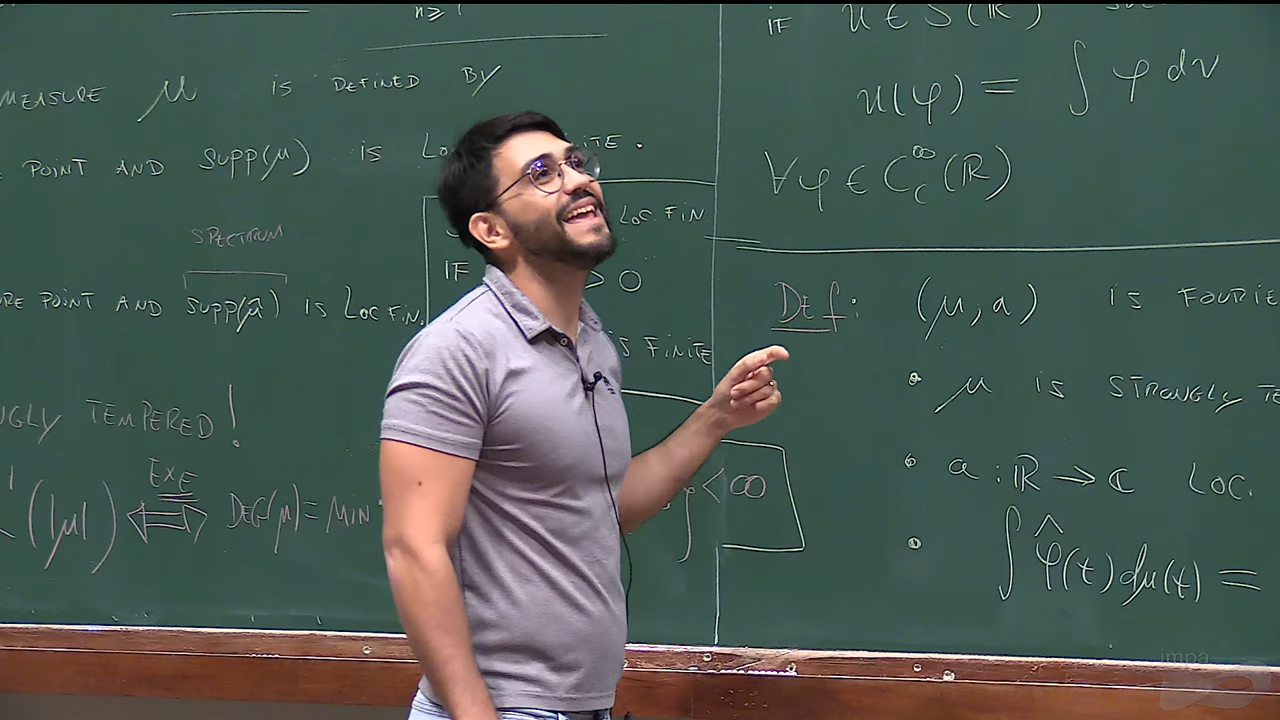 n ≥ 1
MEASURE μ IS DEFINED BY
POINT AND SUPP(μ) IS LO
SPECTRUM
RE POINT AND SUPP(μ̂) IS LOC FIN.
LOC. FIN
IF > 0
IS FINITE
NGLY TEMPERED!
(|μ|) EXE ⟺ DEG(μ) = MIN
< ∞
IF u ∈ S'(ℝ)
u(φ) = ∫ φ dν
∀φ ∈ C_c^∞(ℝ)
Def: (μ, a) IS FOURIE
• μ IS STRONGLY TE
• a : ℝ → ℂ LOC.
• ∫ φ̂(t) dμ(t) =
impa